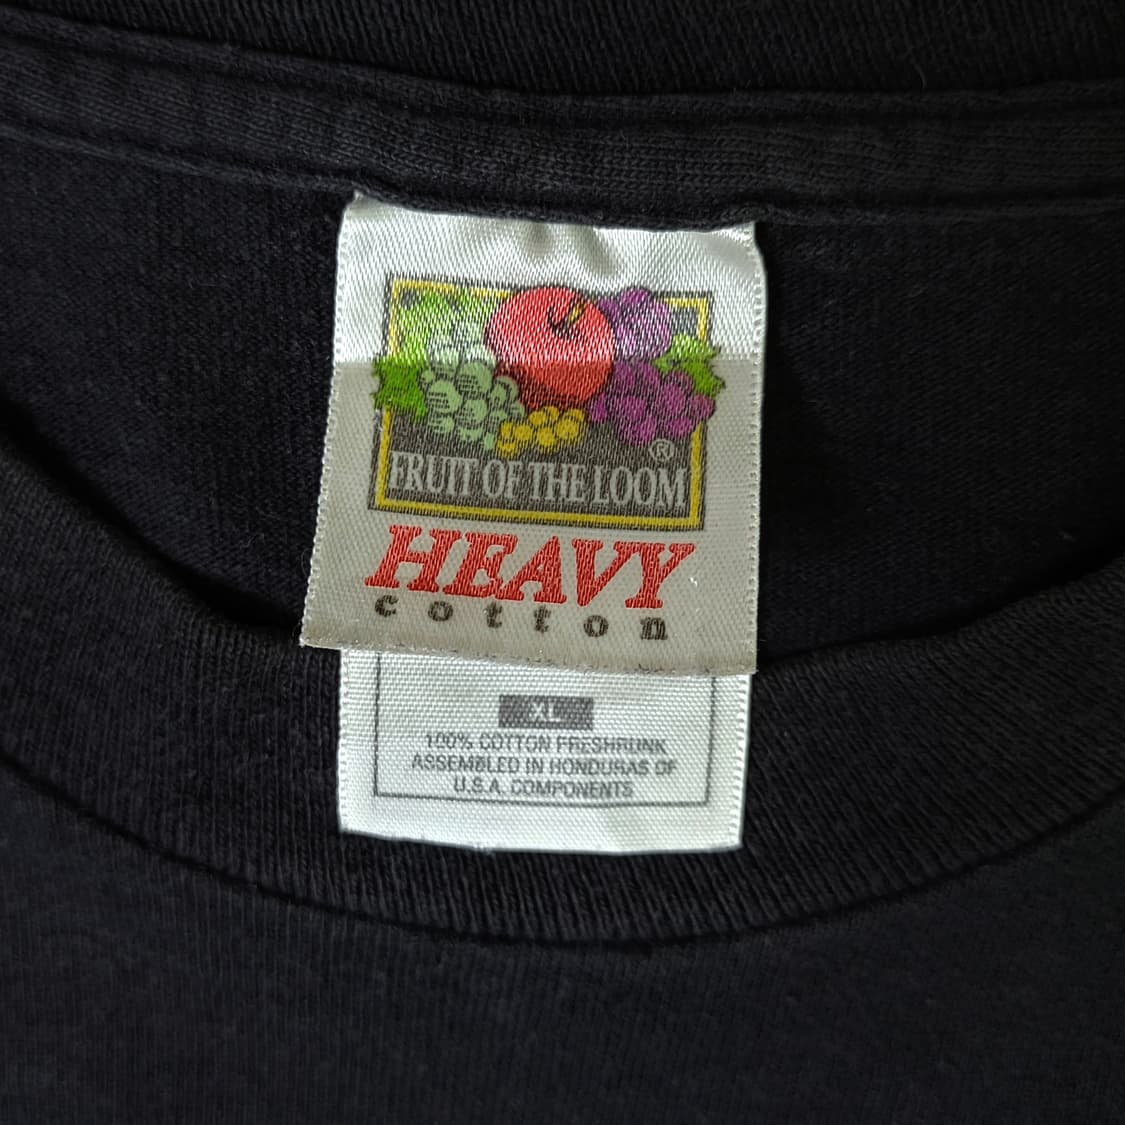 ®
FRUIT OF THE LOOM
HEAVY
cotton
XL
100% COTTON FRESHRUNK
ASSEMBLED IN HONDURAS OF
U.S.A. COMPONENTS